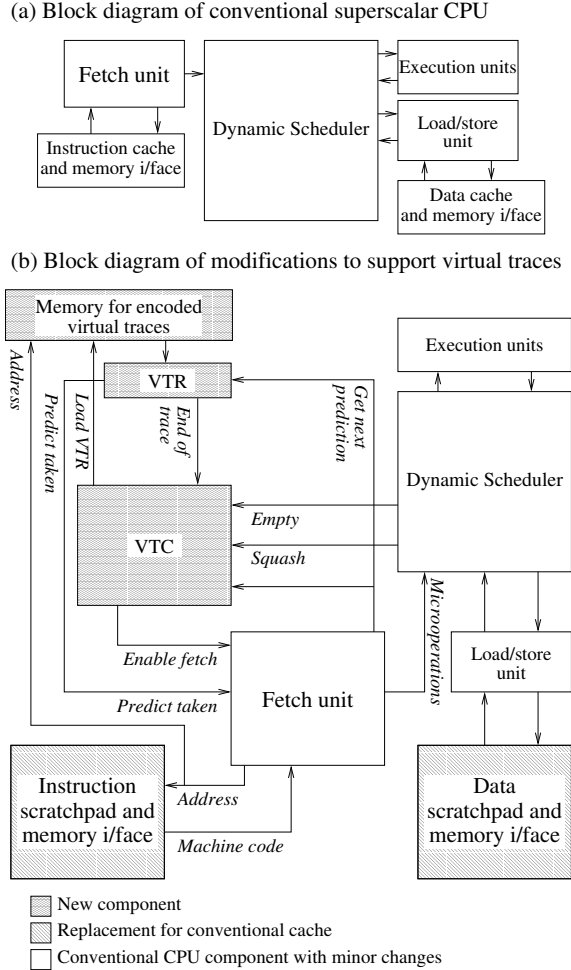 (a) Block diagram of conventional superscalar CPU
Fetch unit
Instruction cache
and memory i/face
Dynamic Scheduler
Execution units
Load/store
unit
Data cache
and memory i/face
(b) Block diagram of modifications to support virtual traces
Memory for encoded
virtual traces
VTR
Address
Predict taken
Load VTR
End of
trace
Get next
prediction
Execution units
Dynamic Scheduler
VTC
Empty
Squash
Microoperations
Enable fetch
Predict taken
Fetch unit
Load/store
unit
Instruction
scratchpad and
memory i/face
Address
Machine code
Data
scratchpad and
memory i/face
New component
Replacement for conventional cache
Conventional CPU component with minor changes